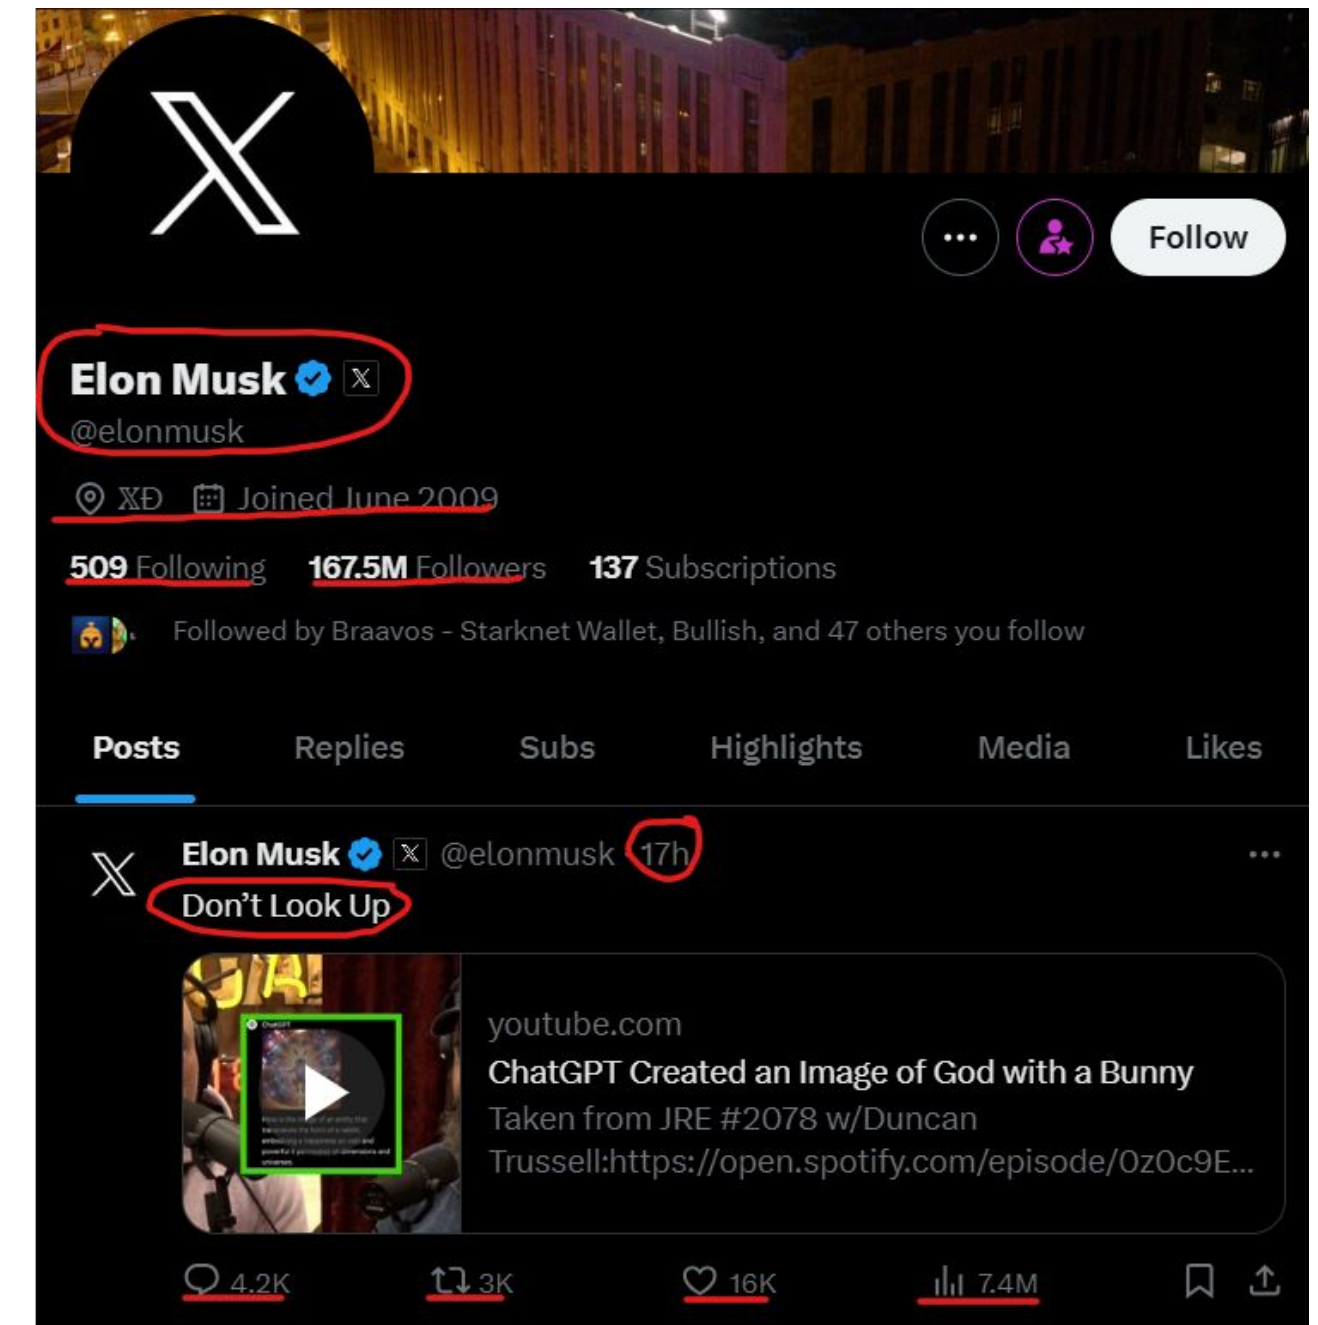 Follow
Elon Musk
@elonmusk
XĐ Joined June 2009
509 Following 167.5M Followers 137 Subscriptions
Followed by Braavos - Starknet Wallet, Bullish, and 47 others you follow
Posts Replies Subs Highlights Media Likes
Elon Musk @elonmusk 17h
Don’t Look Up
ChatGPT
youtube.com
ChatGPT Created an Image of God with a Bunny
Taken from JRE #2078 w/Duncan
Trussell:https://open.spotify.com/episode/0z0c9E...
4.2K 3K 16K 7.4M